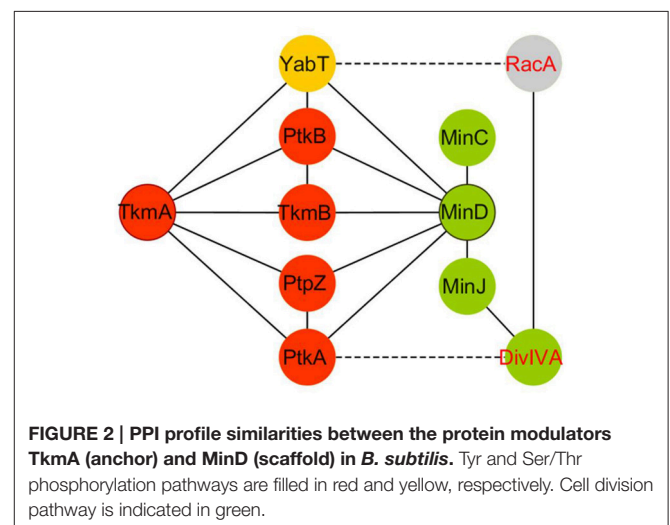 YabT
RacA
PtkB
MinC
TkmA
TkmB
MinD
PtpZ
MinJ
PtkA
DivIVA
FIGURE 2 | PPI profile similarities between the protein modulators
TkmA (anchor) and MinD (scaffold) in B. subtilis. Tyr and Ser/Thr
phosphorylation pathways are filled in red and yellow, respectively. Cell division
pathway is indicated in green.